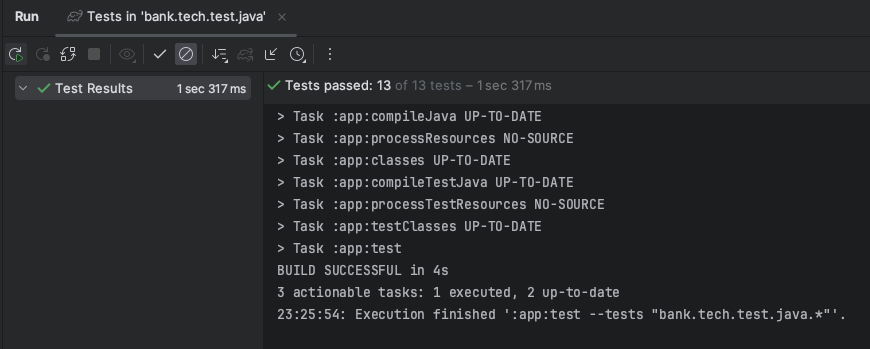 Run
Tests in 'bank.tech.test.java'
Test Results 1 sec 317 ms
Tests passed: 13 of 13 tests – 1 sec 317 ms
> Task :app:compileJava UP-TO-DATE
> Task :app:processResources NO-SOURCE
> Task :app:classes UP-TO-DATE
> Task :app:compileTestJava UP-TO-DATE
> Task :app:processTestResources NO-SOURCE
> Task :app:testClasses UP-TO-DATE
> Task :app:test
BUILD SUCCESSFUL in 4s
3 actionable tasks: 1 executed, 2 up-to-date
23:25:54: Execution finished ':app:test --tests "bank.tech.test.java.*"'.